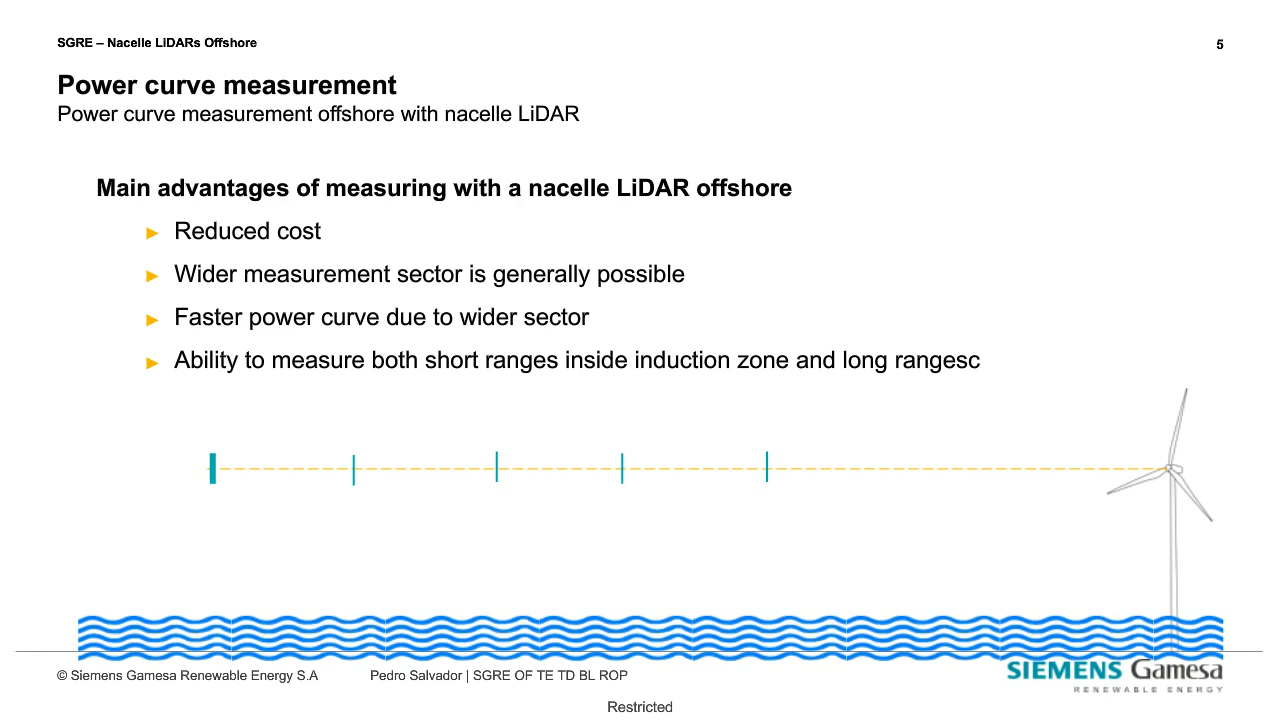 SGRE – Nacelle LiDARs Offshore
5
Power curve measurement
Power curve measurement offshore with nacelle LiDAR
Main advantages of measuring with a nacelle LiDAR offshore
► Reduced cost
► Wider measurement sector is generally possible
► Faster power curve due to wider sector
► Ability to measure both short ranges inside induction zone and long rangesc
© Siemens Gamesa Renewable Energy S.A
Pedro Salvador | SGRE OF TE TD BL ROP
SIEMENS Gamesa
RENEWABLE ENERGY
Restricted